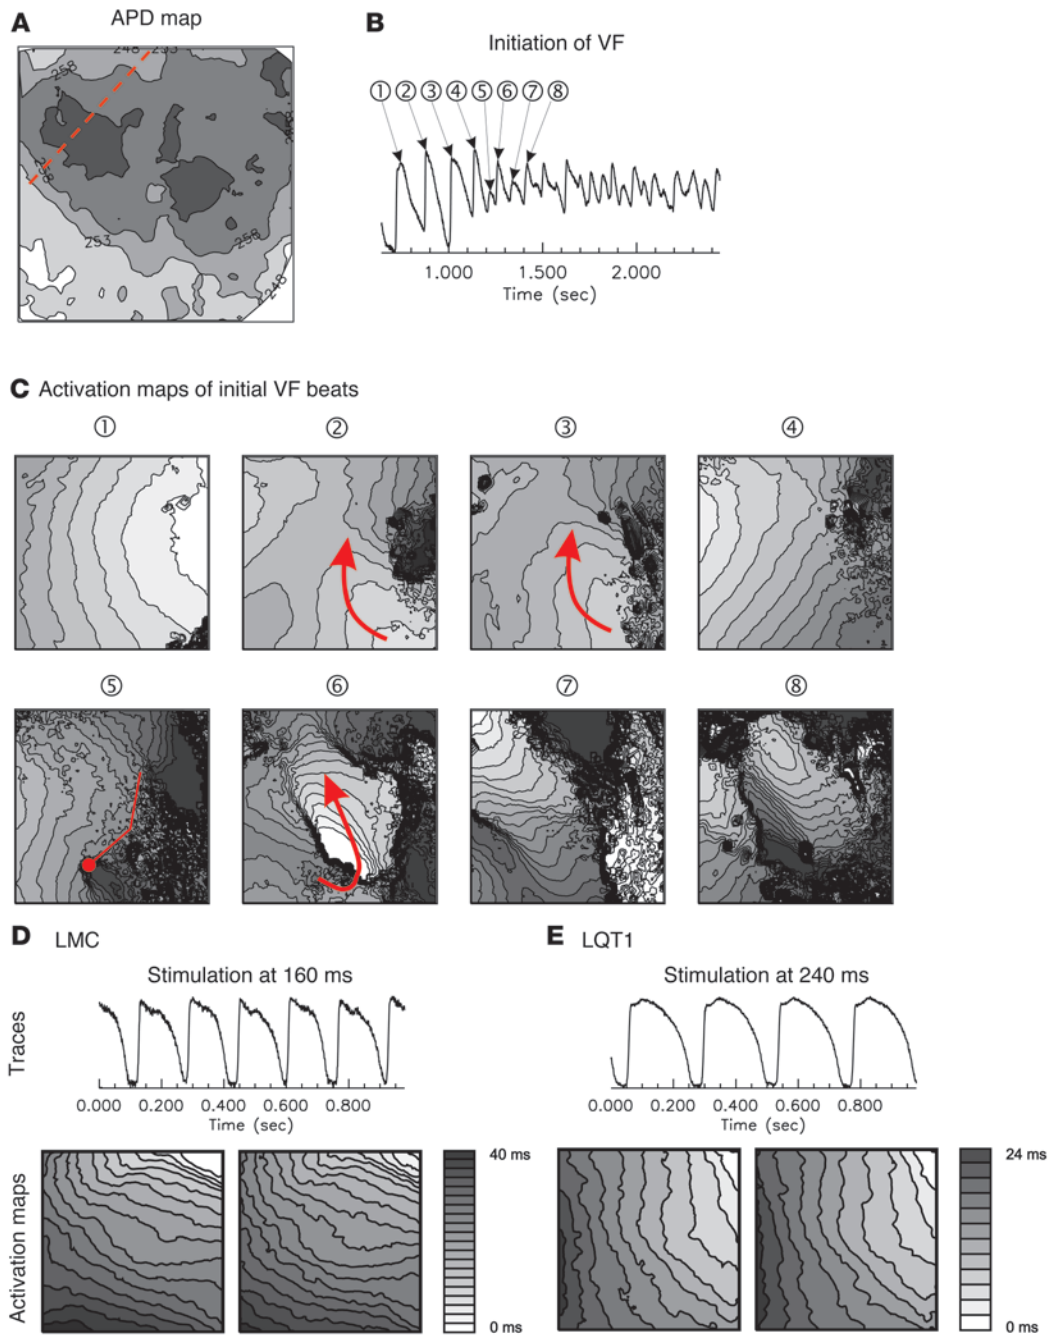 A
APD map
248 253
258
258
253
258
248
B
Initiation of VF
① ② ③ ④ ⑤ ⑥ ⑦ ⑧
1.000 1.500 2.000
Time (sec)
C Activation maps of initial VF beats
① ② ③ ④
⑤ ⑥ ⑦ ⑧
D LMC
Stimulation at 160 ms
Traces
0.000 0.200 0.400 0.600 0.800
Time (sec)
Activation maps
40 ms
0 ms
E LQT1
Stimulation at 240 ms
0.000 0.200 0.400 0.600 0.800
Time (sec)
24 ms
0 ms